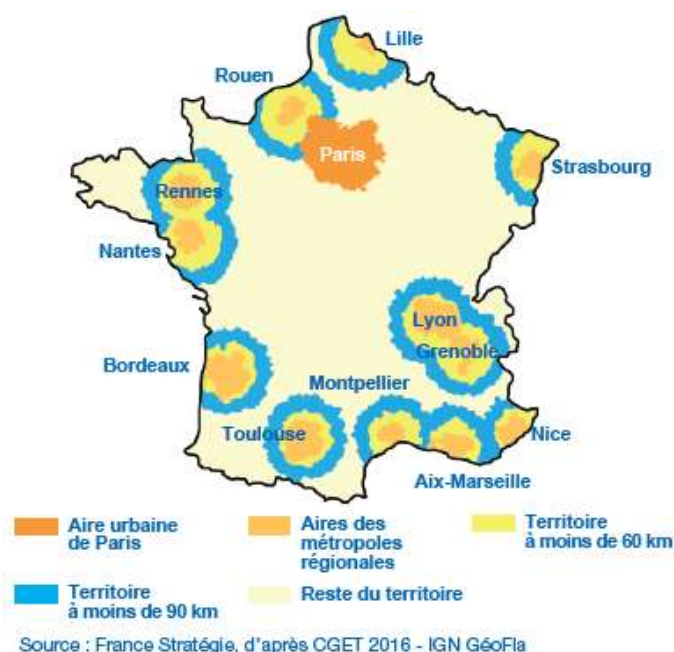 Lille
Rouen
Paris
Strasbourg
Rennes
Nantes
Lyon
Grenoble
Bordeaux
Montpellier
Toulouse
Nice
Aix-Marseille
Aire urbaine
de Paris
Aires des
métropoles
régionales
Territoire
à moins de 60 km
Territoire
à moins de 90 km
Reste du territoire
Source : France Stratégie, d'après CGET 2016 - IGN GéoFla